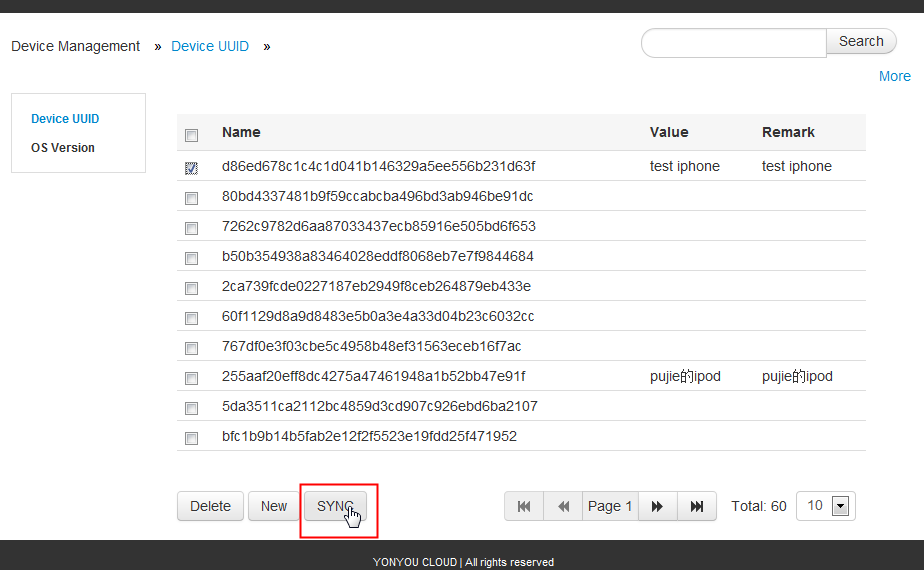 Device Management » Device UUID »
Search
More
Device UUID
OS Version
Name Value Remark
d86ed678c1c4c1d041b146329a5ee556b231d63f test iphone test iphone
80bd4337481b9f59ccabcba496bd3ab946be91dc
7262c9782d6aa87033437ecb85916e505bd6f653
b50b354938a83464028eddf8068eb7e7f9844684
2ca739fcde0227187eb2949f8ceb264879eb433e
60f1129d8a9d8483e5b0a3e4a33d04b23c6032cc
767df0e3f03cbe5c4958b48ef31563eceb16f7ac
255aaf20eff8dc4275a47461948a1b52bb47e91f pujie的ipod pujie的ipod
5da3511ca2112bc4859d3cd907c926ebd6ba2107
bfc1b9b14b5fab2e12f2f5523e19fdd25f471952
Delete New SYNC Page 1 Total: 60 10
YONYOU CLOUD | All rights reserved